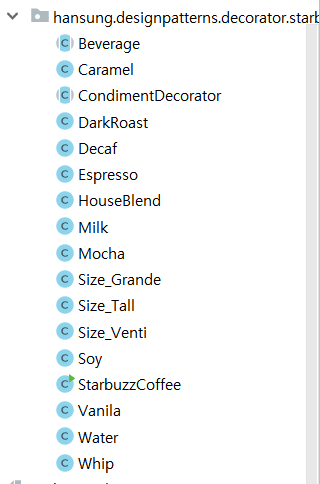 hansung.designpatterns.decorator.starb
Beverage
Caramel
CondimentDecorator
DarkRoast
Decaf
Espresso
HouseBlend
Milk
Mocha
Size_Grande
Size_Tall
Size_Venti
Soy
StarbuzzCoffee
Vanila
Water
Whip